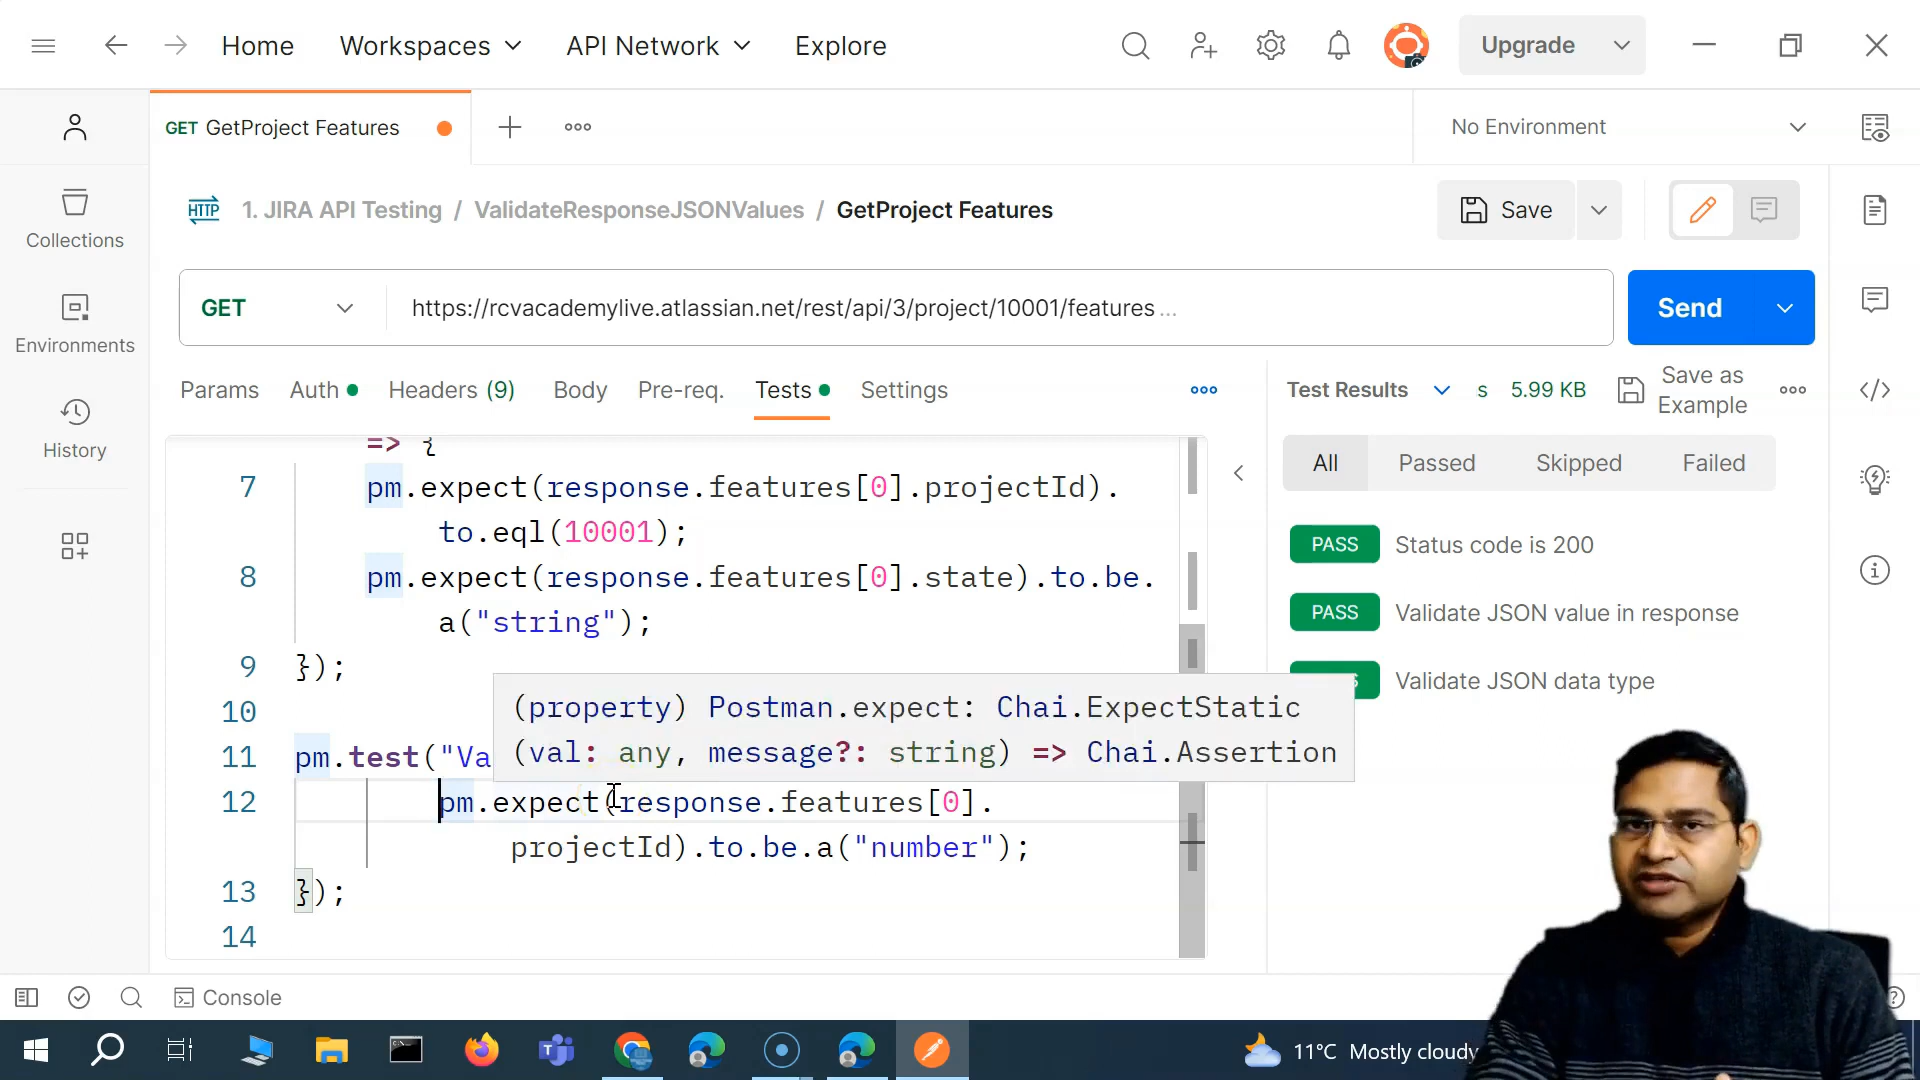 Home
Workspaces
API Network
Explore
Upgrade
GET GetProject Features
No Environment
HTTP
1. JIRA API Testing / ValidateResponseJSONValues / GetProject Features
Save
Collections
Environments
History
GET
https://rcvacademylive.atlassian.net/rest/api/3/project/10001/features ...
Send
Params
Auth
Headers (9)
Body
Pre-req.
Tests
Settings
=> {
7 pm.expect(response.features[0].projectId).
to.eql(10001);
8 pm.expect(response.features[0].state).to.be.
a("string");
9 });
10
11 pm.test("Va
(property) Postman.expect: Chai.ExpectStatic
(val: any, message?: string) => Chai.Assertion
12 pm.expect(response.features[0].
projectId).to.be.a("number");
13 });
14
Test Results
s
5.99 KB
Save as
Example
All
Passed
Skipped
Failed
PASS Status code is 200
PASS Validate JSON value in response
Validate JSON data type
Console
11°C Mostly cloudy